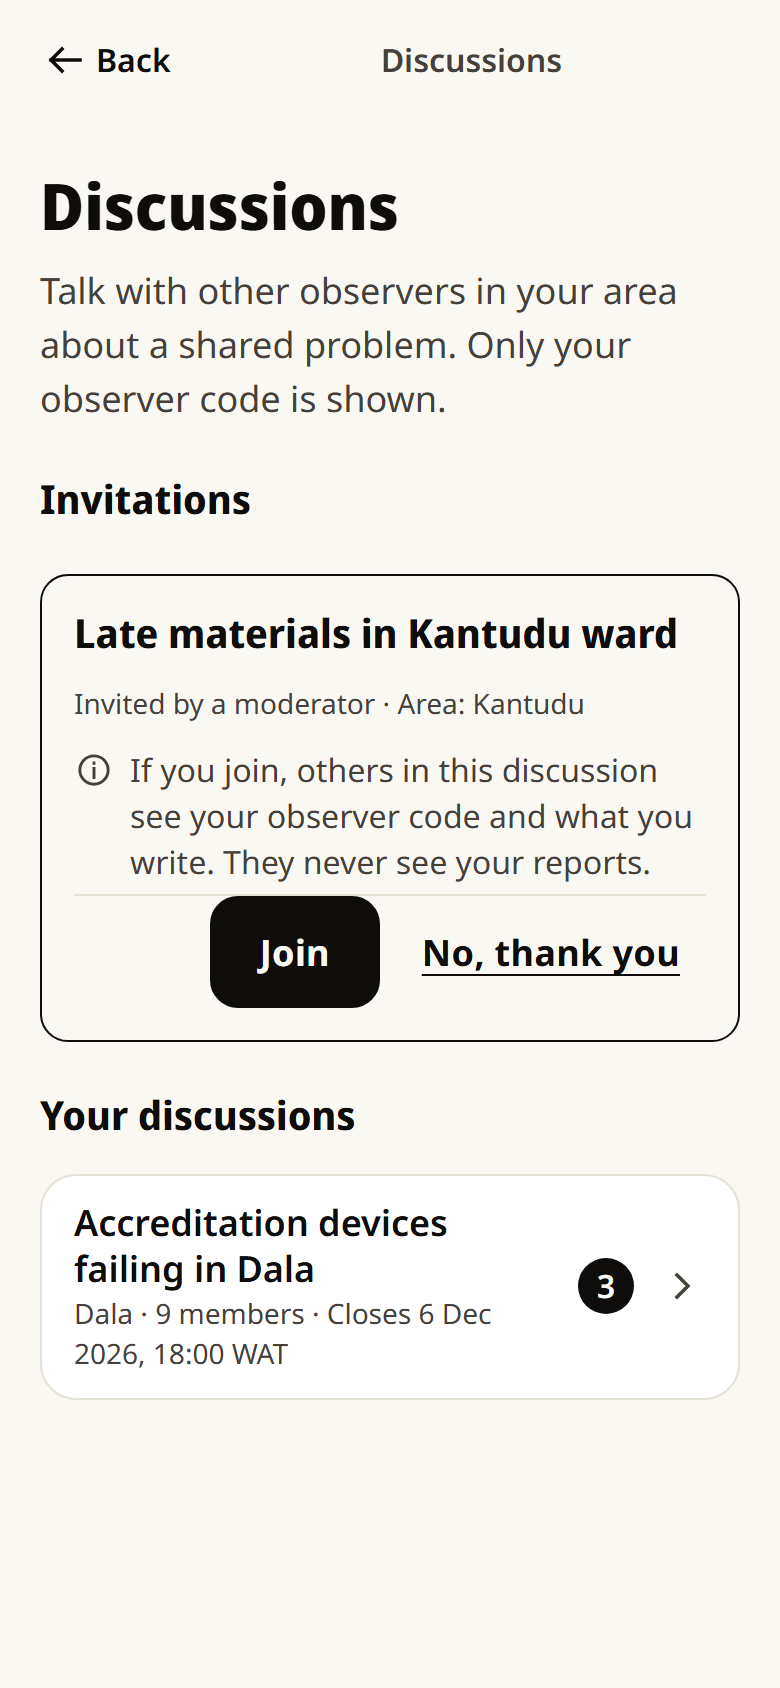 Back
Discussions
Discussions
Talk with other observers in your area
about a shared problem. Only your
observer code is shown.
Invitations
Late materials in Kantudu ward
Invited by a moderator · Area: Kantudu
If you join, others in this discussion
see your observer code and what you
write. They never see your reports.
Join
No, thank you
Your discussions
Accreditation devices
failing in Dala
Dala · 9 members · Closes 6 Dec
2026, 18:00 WAT
3